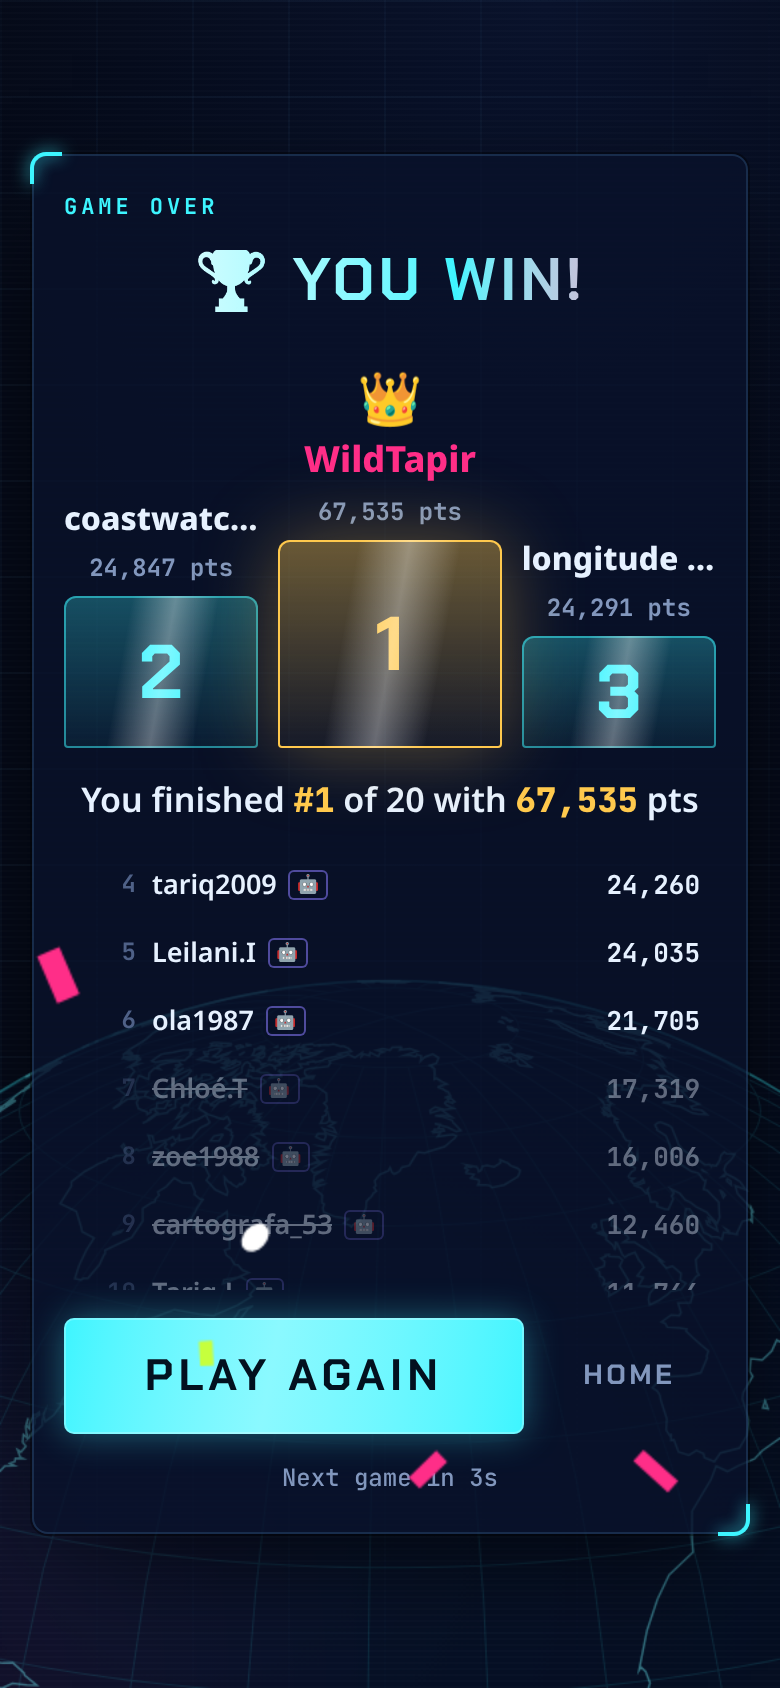 GAME OVER
YOU WIN!
WildTapir
67,535 pts
coastwatc...
24,847 pts
longitude ...
24,291 pts
2
1
3
You finished #1 of 20 with 67,535 pts
4 tariq2009 24,260
5 Leilani.I 24,035
6 ola1987 21,705
7 Chloé.T 17,319
8 zoe1988 16,006
9 cartografa_53 12,460
10
PLAY AGAIN
HOME
Next game in 3s